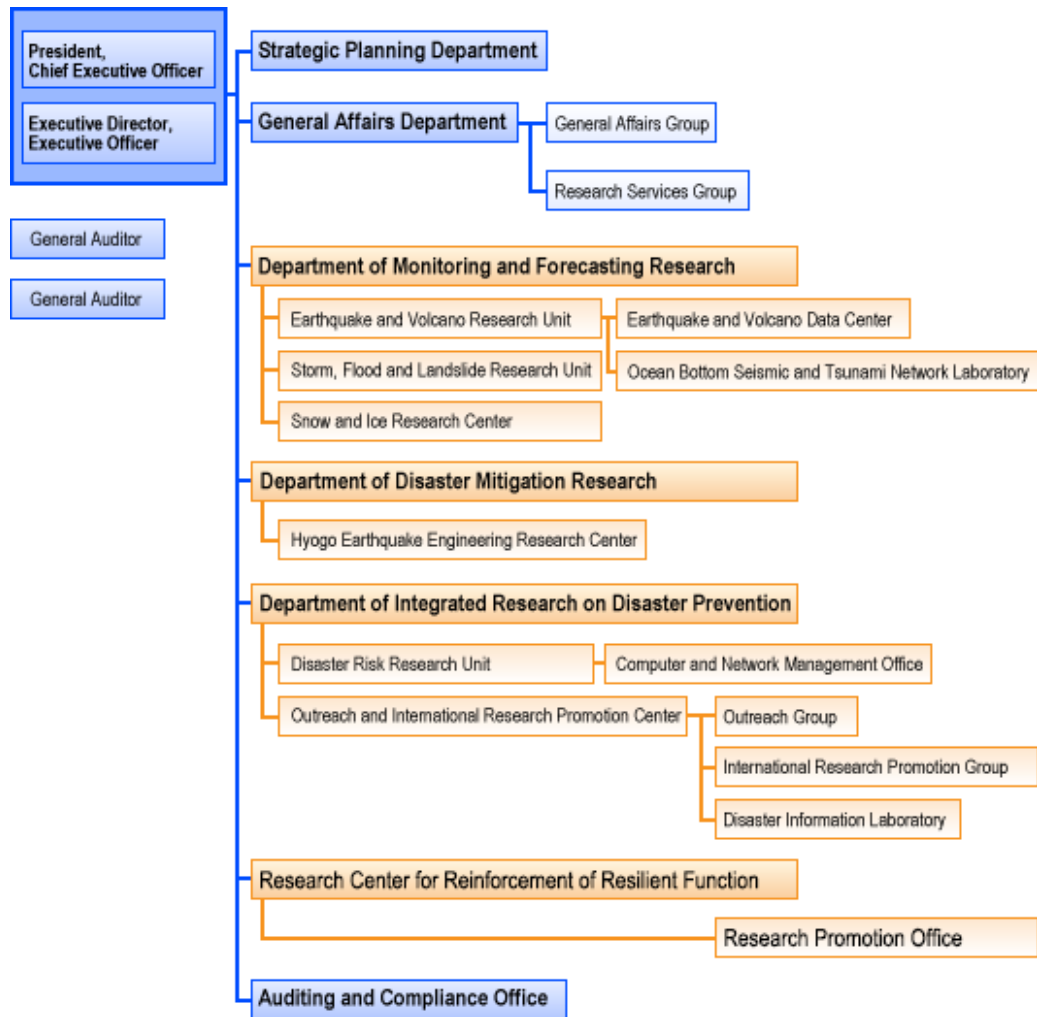 President,
Chief Executive Officer
Executive Director,
Executive Officer
General Auditor
General Auditor
Strategic Planning Department
General Affairs Department
General Affairs Group
Research Services Group
Department of Monitoring and Forecasting Research
Earthquake and Volcano Research Unit
Earthquake and Volcano Data Center
Storm, Flood and Landslide Research Unit
Ocean Bottom Seismic and Tsunami Network Laboratory
Snow and Ice Research Center
Department of Disaster Mitigation Research
Hyogo Earthquake Engineering Research Center
Department of Integrated Research on Disaster Prevention
Disaster Risk Research Unit
Computer and Network Management Office
Outreach and International Research Promotion Center
Outreach Group
International Research Promotion Group
Disaster Information Laboratory
Research Center for Reinforcement of Resilient Function
Research Promotion Office
Auditing and Compliance Office